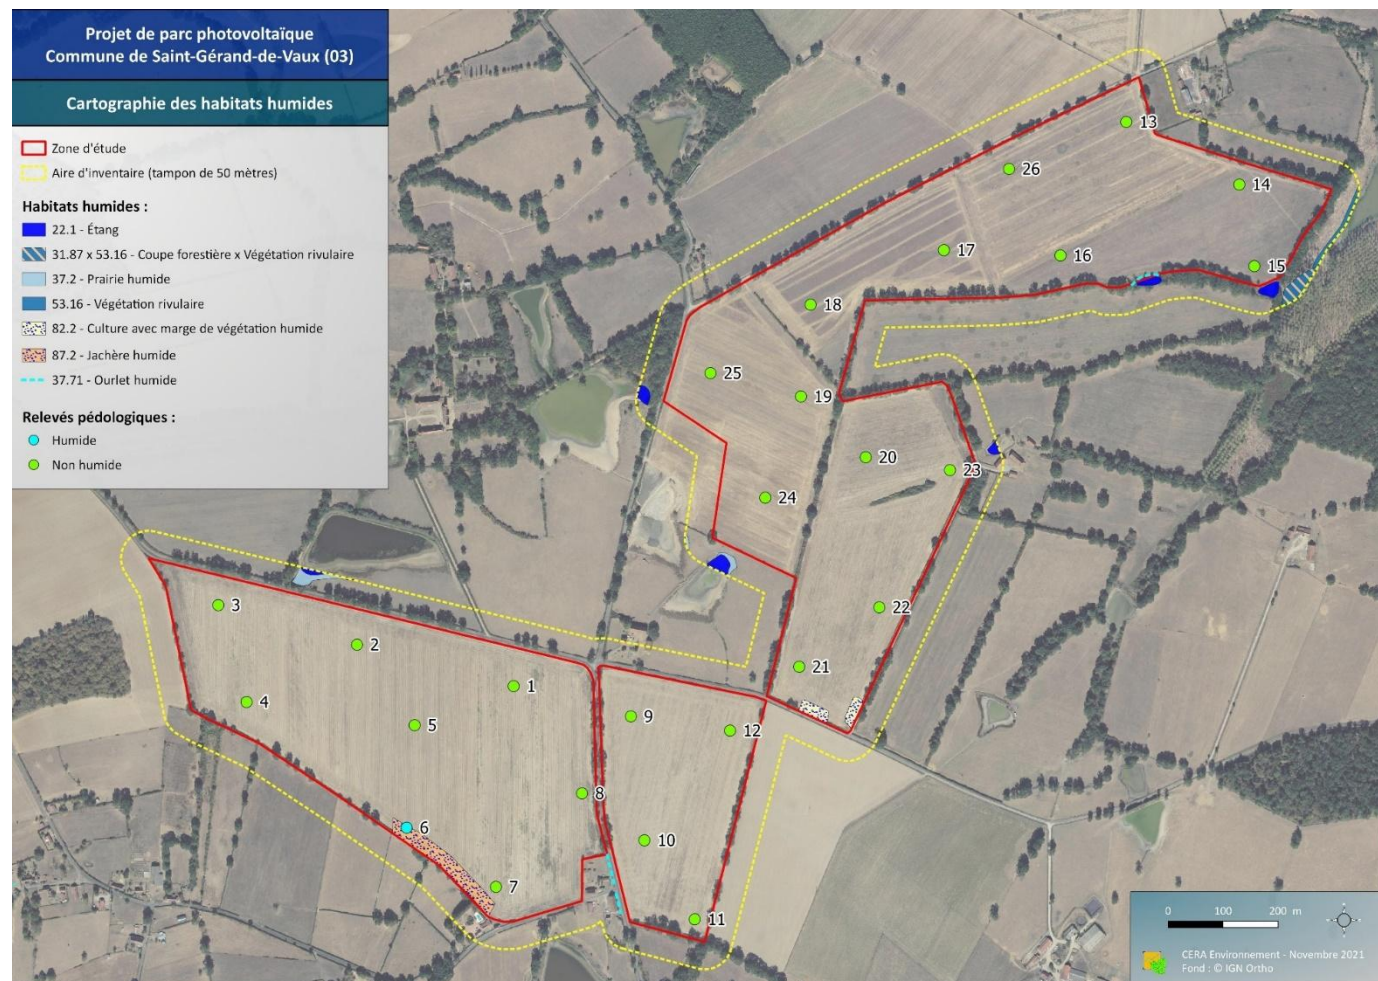 Projet de parc photovoltaïque
Commune de Saint-Gérand-de-Vaux (03)
Cartographie des habitats humides
Zone d'étude
Aire d'inventaire (tampon de 50 mètres)
Habitats humides :
22.1 - Étang
31.87 x 53.16 - Coupe forestière x Végétation rivulaire
37.2 - Prairie humide
53.16 - Végétation rivulaire
82.2 - Culture avec marge de végétation humide
87.2 - Jachère humide
37.71 - Ourlet humide
Relevés pédologiques :
Humide
Non humide
13
26
14
17
16
15
18
25
19
20
23
24
3
22
2
21
1
4
9
5
12
8
6
10
7
11
0 100 200 m
CERA Environnement - Novembre 2021
Fond : © IGN Ortho